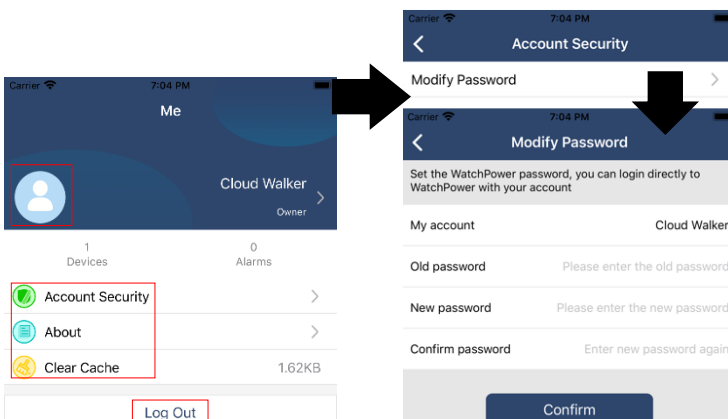 Carrier 7:04 PM
Me
Cloud Walker
Owner
1 0
Devices Alarms
Account Security
About
Clear Cache 1.62KB
Log Out
Carrier 7:04 PM
Account Security
Modify Password
Carrier 7:04 PM
Modify Password
Set the WatchPower password, you can login directly to
WatchPower with your account
My account Cloud Walker
Old password Please enter the old password
New password Please enter the new password
Confirm password Enter new password again
Confirm